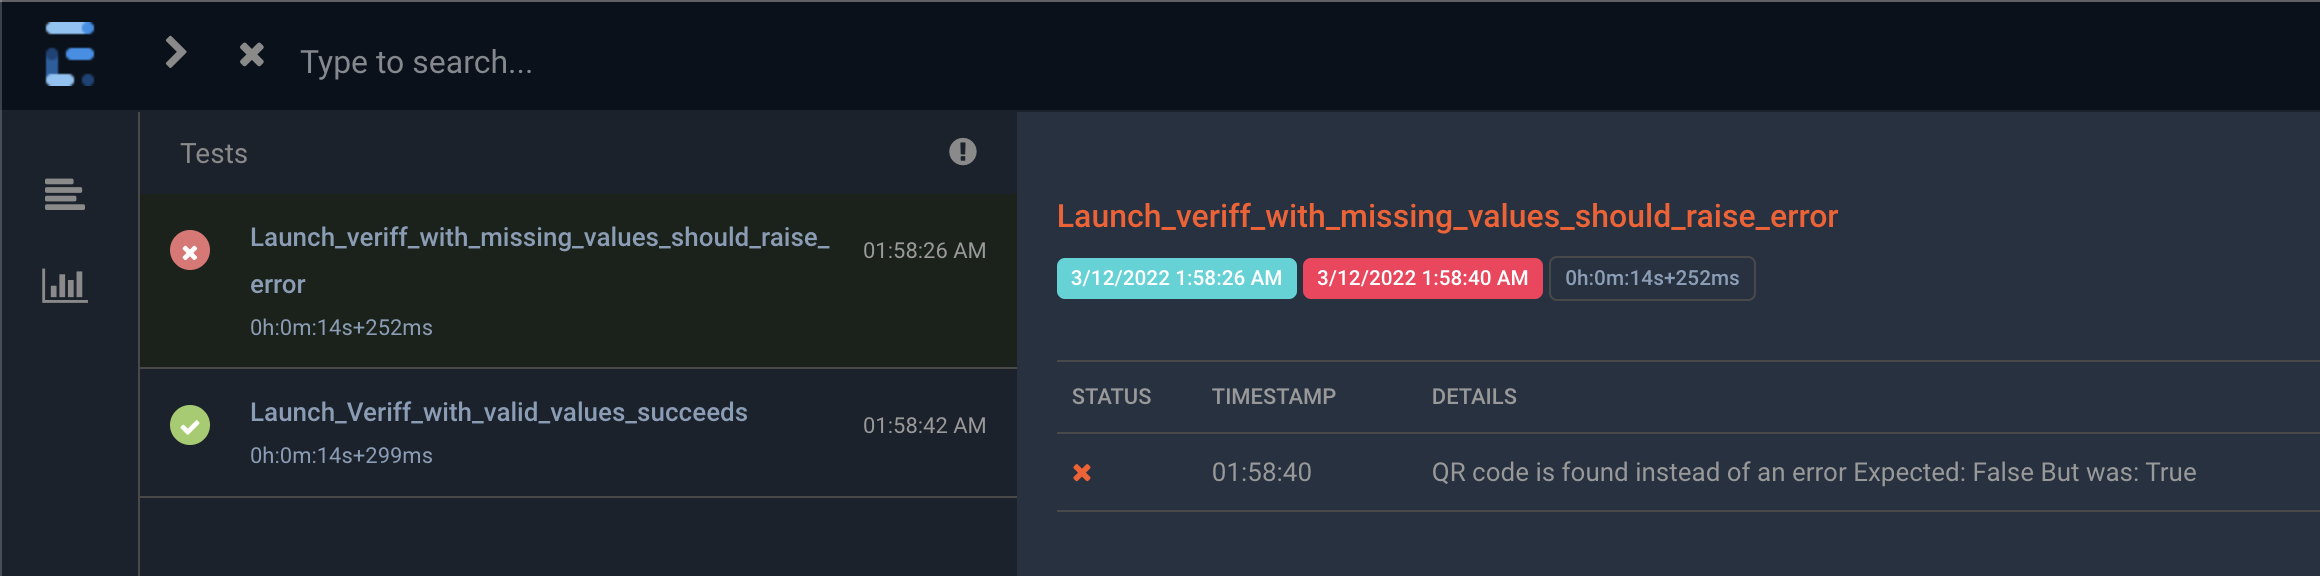 Type to search...
Tests
Launch_veriff_with_missing_values_should_raise_
error
01:58:26 AM
0h:0m:14s+252ms
Launch_Veriff_with_valid_values_succeeds
01:58:42 AM
0h:0m:14s+299ms
Launch_veriff_with_missing_values_should_raise_error
3/12/2022 1:58:26 AM 3/12/2022 1:58:40 AM 0h:0m:14s+252ms
STATUS TIMESTAMP DETAILS
01:58:40 QR code is found instead of an error Expected: False But was: True